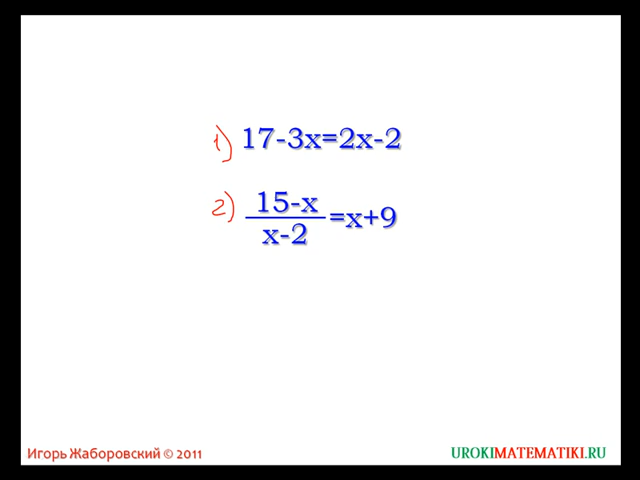 1) 17-3x=2x-2
2) 15-x
x-2 =x+9
Игорь Жаборовский © 2011
UROKIMATEMATIKI.RU